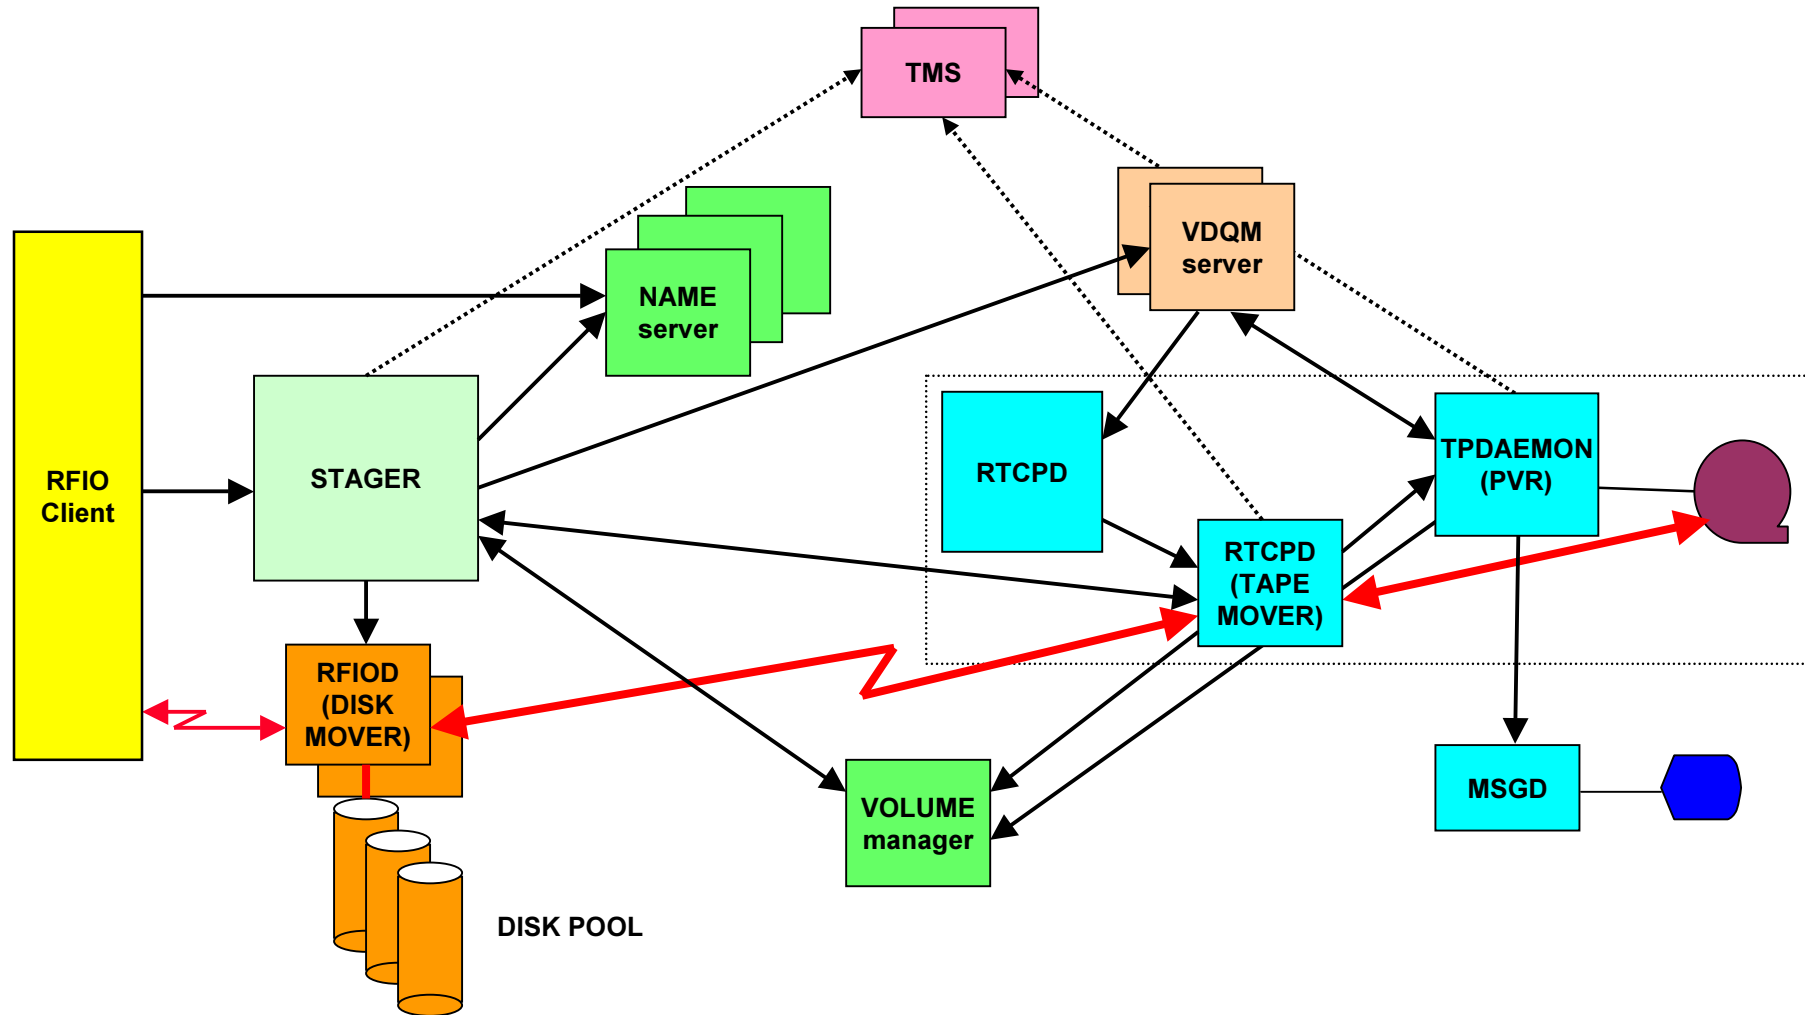 TMS
VDQM
server
NAME
server
RFIO
Client
STAGER
RTCPD
TPDAEMON
(PVR)
RTCPD
(TAPE
MOVER)
RFIOD
(DISK
MOVER)
VOLUME
manager
MSGD
DISK POOL